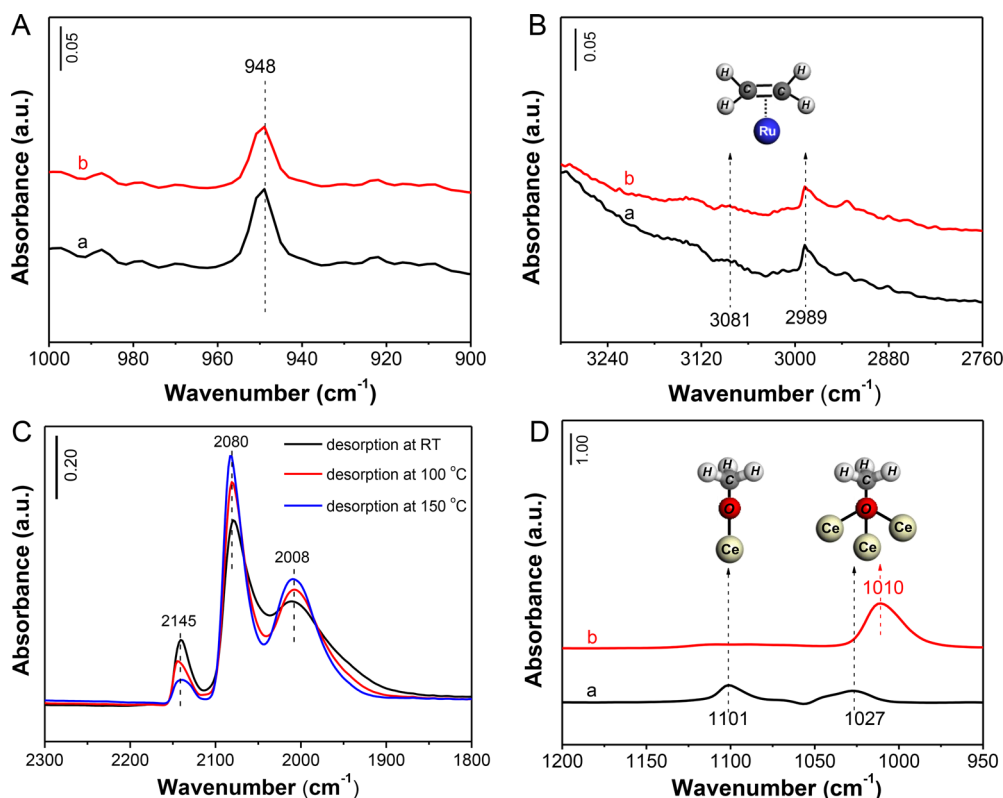 A
0.05
948
b
a
Absorbance (a.u.)
1000 980 960 940 920 900
Wavenumber (cm⁻¹)
B
0.05
H H
C C
H H
Ru
b
a
3081 2989
Absorbance (a.u.)
3240 3120 3000 2880 2760
Wavenumber (cm⁻¹)
C
0.20
2080
desorption at RT
desorption at 100 °C
desorption at 150 °C
2008
2145
Absorbance (a.u.)
2300 2200 2100 2000 1900 1800
Wavenumber (cm⁻¹)
D
1.00
H H H H H H
C C
O O
Ce Ce Ce
Ce Ce
1010
b
a
1101 1027
Absorbance (a.u.)
1200 1150 1100 1050 1000 950
Wavenumber (cm⁻¹)